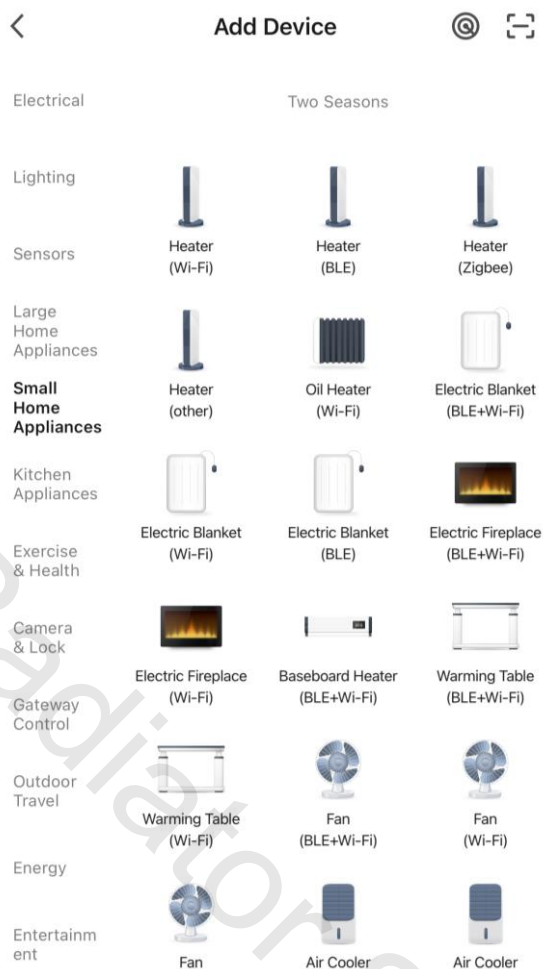 Add Device
Electrical
Lighting
Sensors
Large
Home
Appliances
Small
Home
Appliances
Kitchen
Appliances
Exercise
& Health
Camera
& Lock
Gateway
Control
Outdoor
Travel
Energy
Entertainm
ent
Two Seasons
Heater
(Wi-Fi)
Heater
(BLE)
Heater
(Zigbee)
Heater
(other)
Oil Heater
(Wi-Fi)
Electric Blanket
(BLE+Wi-Fi)
Electric Blanket
(Wi-Fi)
Electric Blanket
(BLE)
Electric Fireplace
(BLE+Wi-Fi)
Electric Fireplace
(Wi-Fi)
Baseboard Heater
(BLE+Wi-Fi)
Warming Table
(BLE+Wi-Fi)
Warming Table
(Wi-Fi)
Fan
(BLE+Wi-Fi)
Fan
(Wi-Fi)
Fan
Air Cooler
Air Cooler